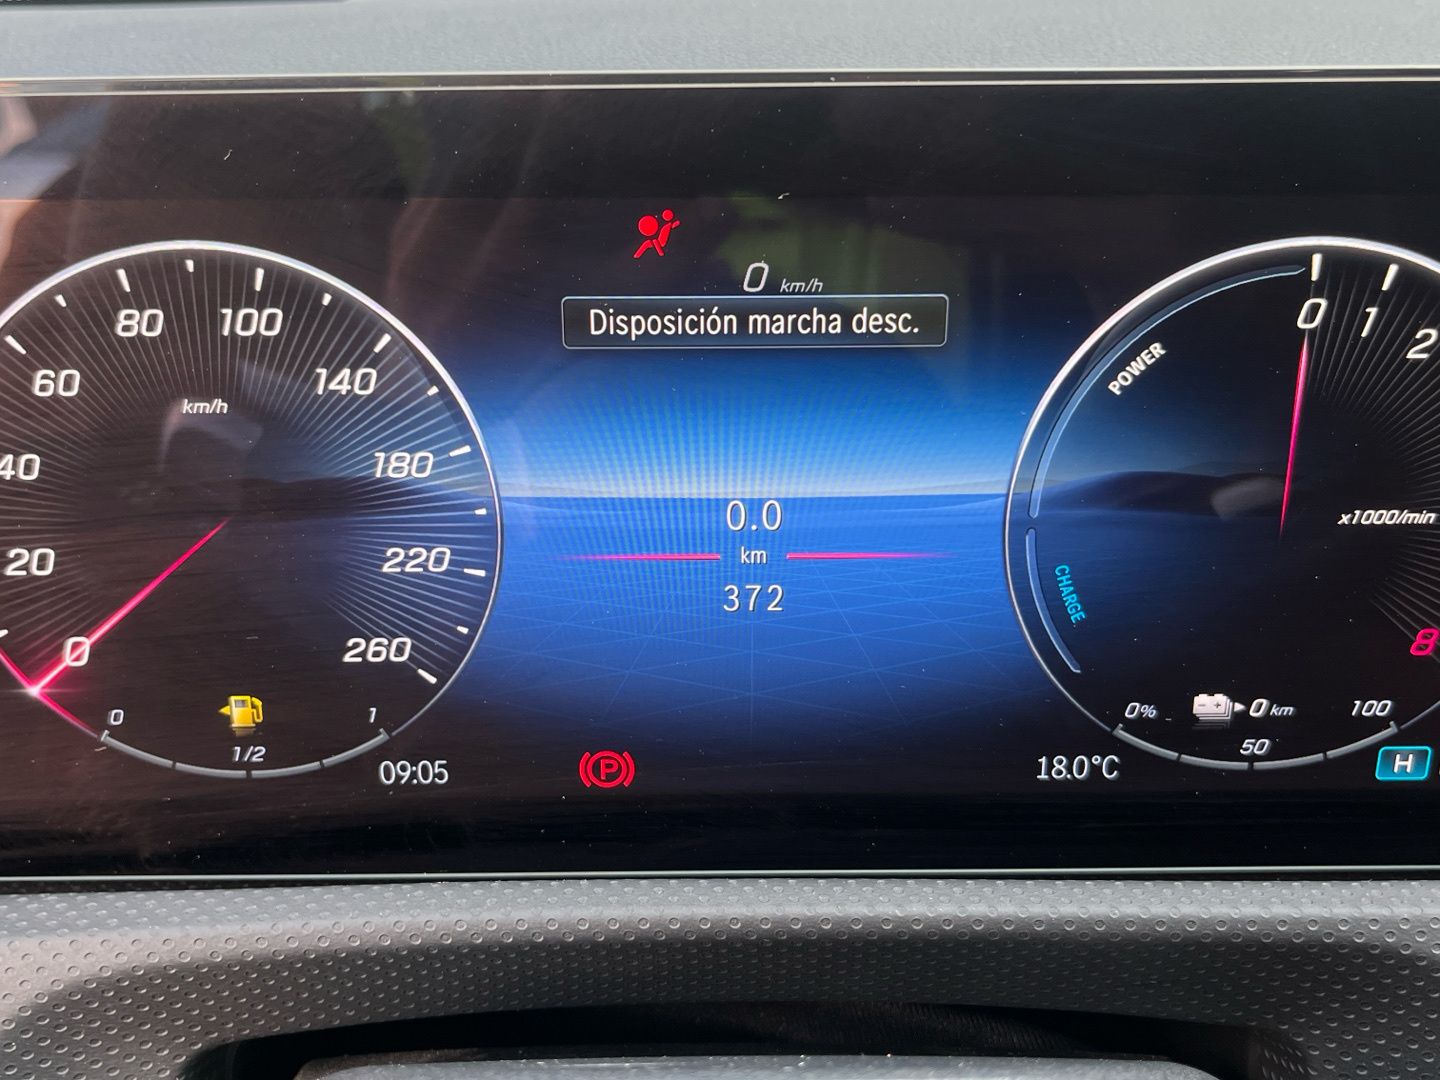 0 km/h
Disposición marcha desc.
80 100
60 140
km/h
40 180
20 220
0 260
0 1
1/2
09:05
0.0
km
372
P
18.0°C
0 1 2
POWER
x1000/min
CHARGE
8
0% 0 km 100
50
H